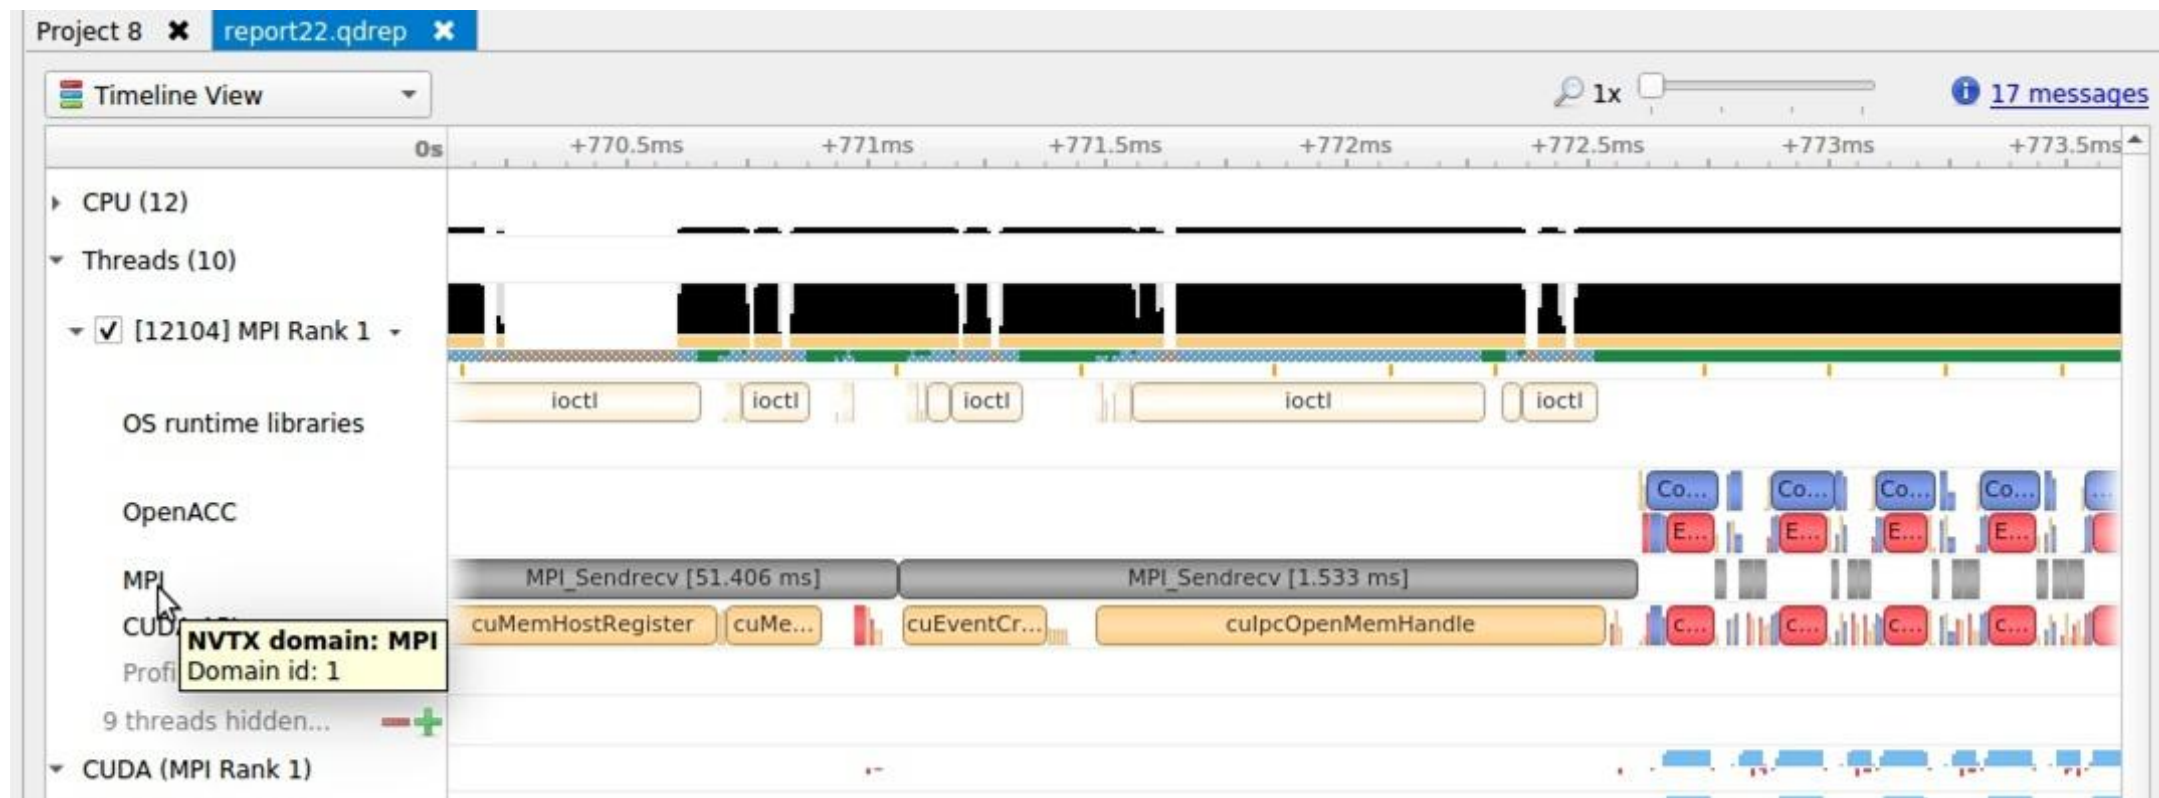 Project 8
report22.qdrep
Timeline View
1x
17 messages
0s +770.5ms +771ms +771.5ms +772ms +772.5ms +773ms +773.5ms
CPU (12)
Threads (10)
[12104] MPI Rank 1
OS runtime libraries
ioctl ioctl ioctl ioctl ioctl
OpenACC
Co... Co... Co... Co... ...
E... E... E... E...
MPI
MPI_Sendrecv [51.406 ms] MPI_Sendrecv [1.533 ms]
CUD
cuMemHostRegister cuMe... cuEventCr... cuIpcOpenMemHandle c... c... c... c...
NVTX domain: MPI
Domain id: 1
Profi
9 threads hidden...
CUDA (MPI Rank 1)